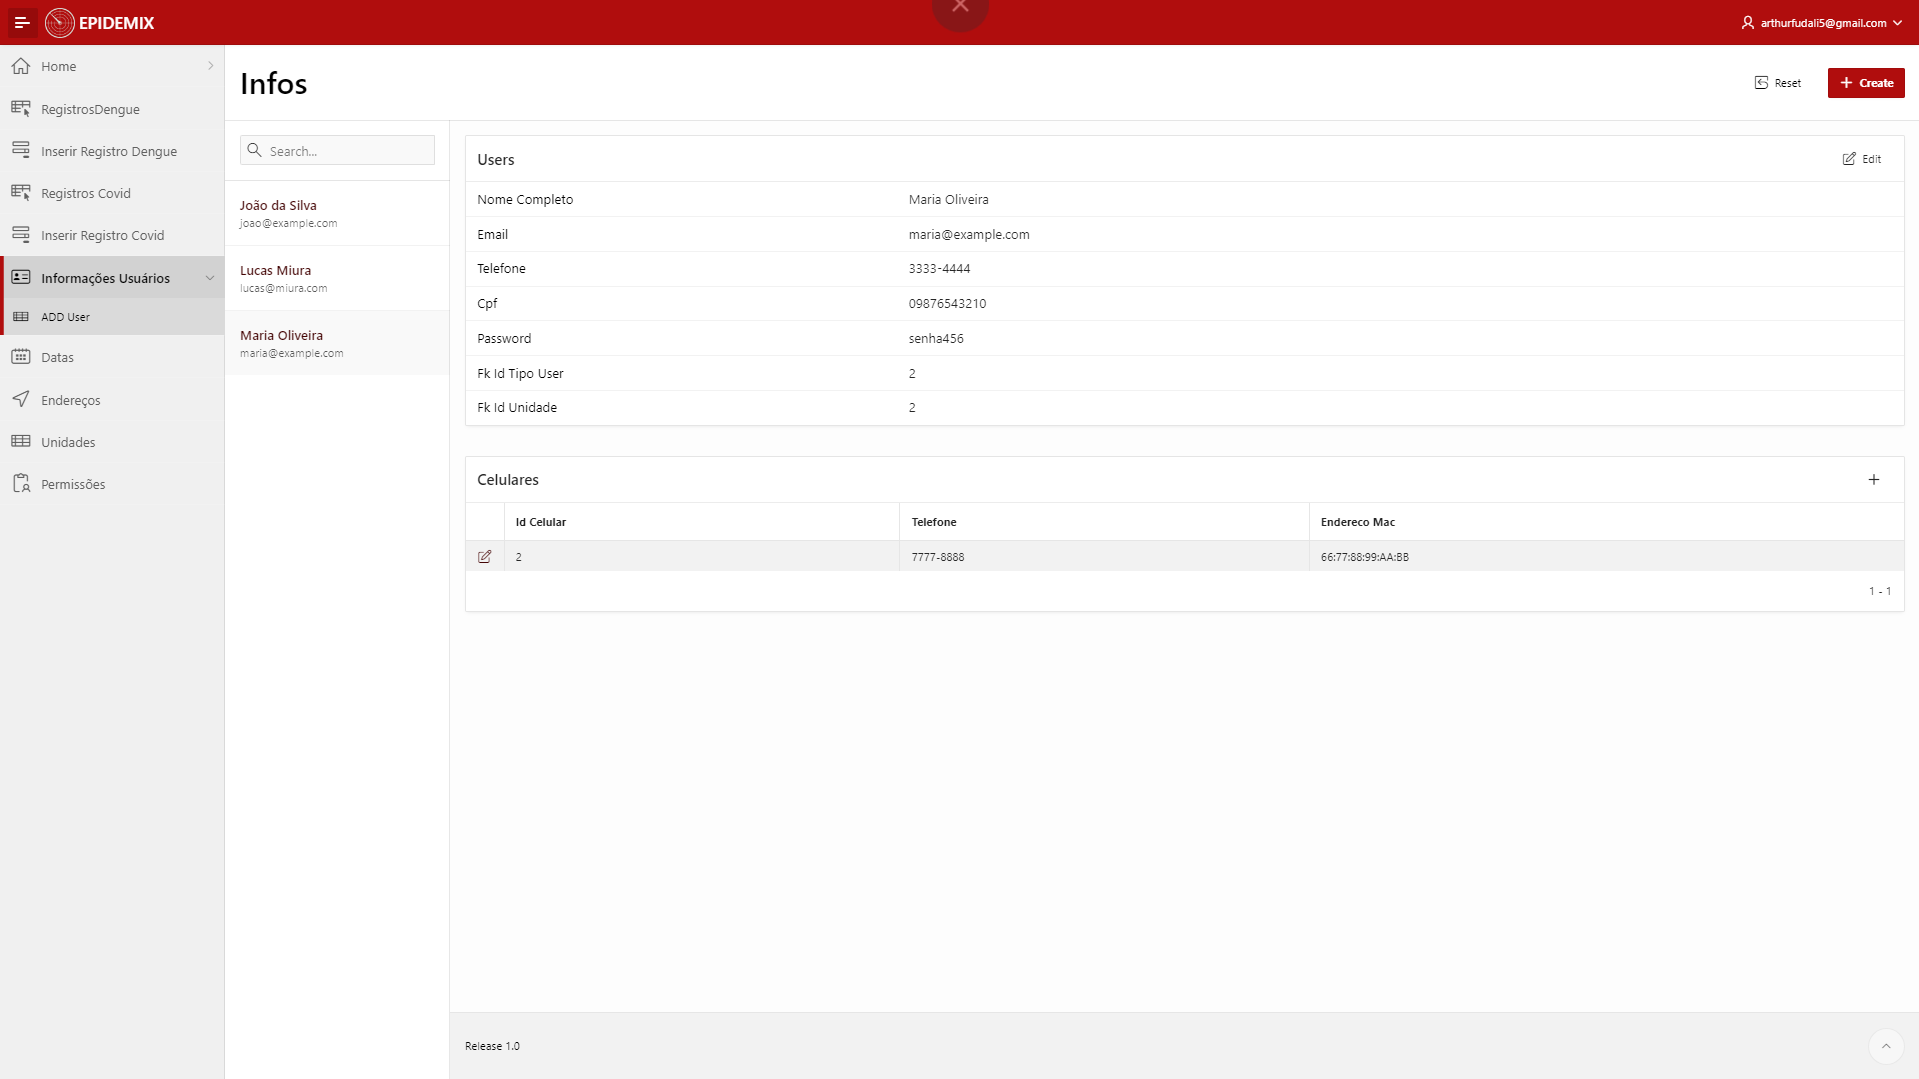 EPIDEMIX
arthurfudali5@gmail.com
Home
RegistrosDengue
Inserir Registro Dengue
Registros Covid
Inserir Registro Covid
Informações Usuários
ADD User
Datas
Endereços
Unidades
Permissões
Infos
Reset
Create
Search...
João da Silva
joao@example.com
Lucas Miura
lucas@miura.com
Maria Oliveira
maria@example.com
Users
Edit
Nome Completo Maria Oliveira
Email maria@example.com
Telefone 3333-4444
Cpf 09876543210
Password senha456
Fk Id Tipo User 2
Fk Id Unidade 2
Celulares
Id Celular Telefone Endereco Mac
2 7777-8888 66:77:88:99:AA:BB
1 - 1
Release 1.0